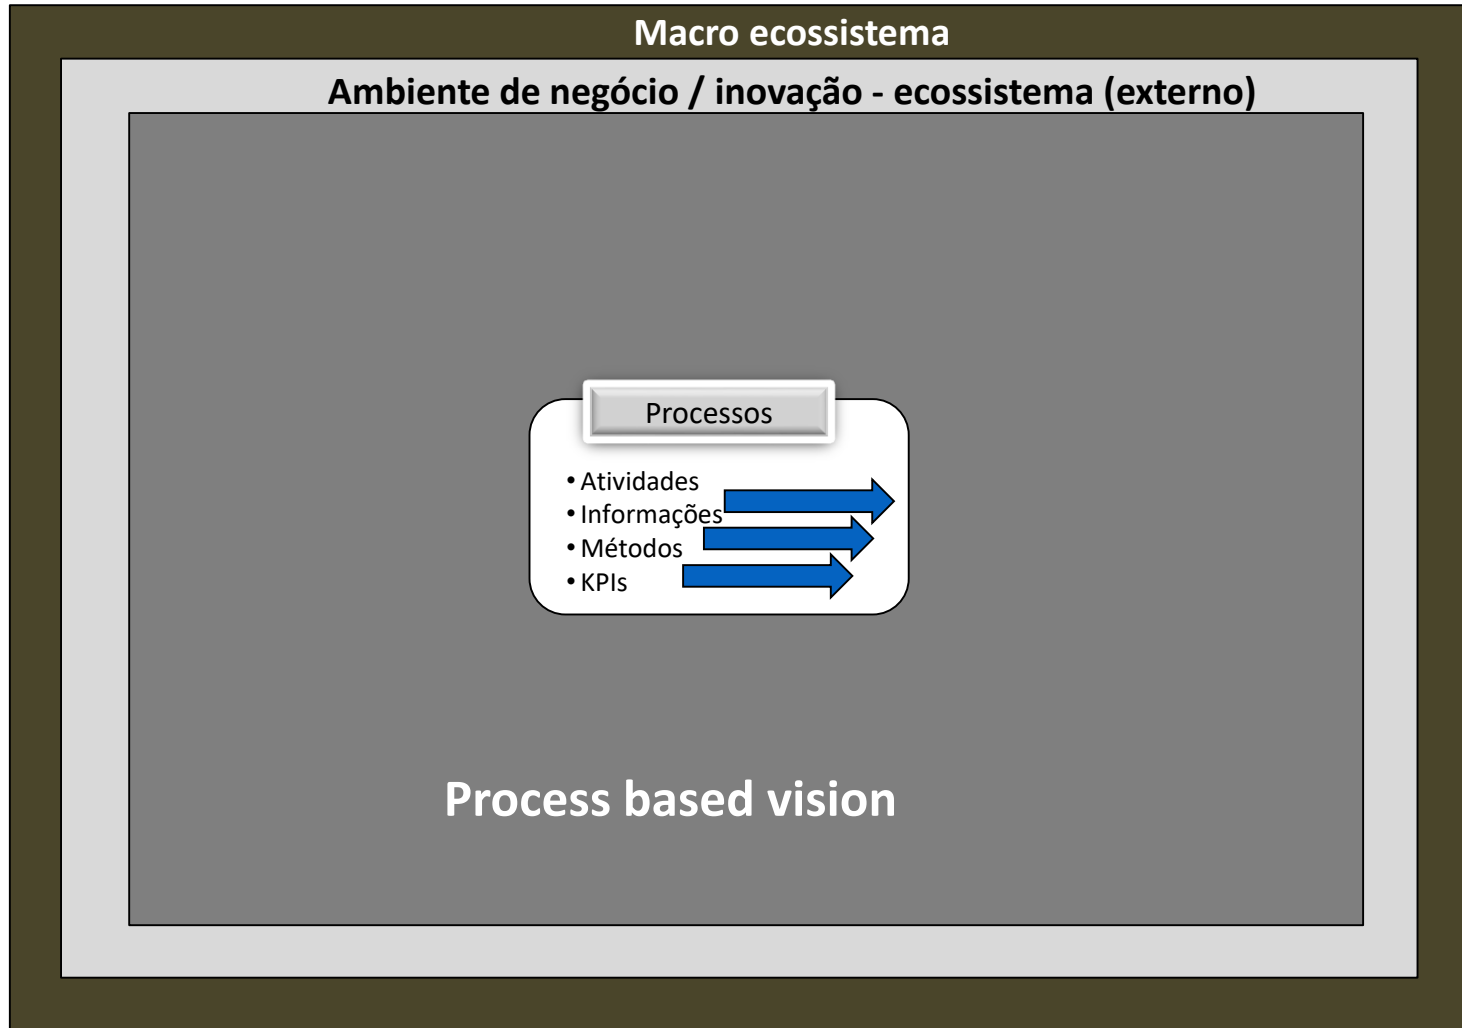 Macro ecossistema
Ambiente de negócio / inovação - ecossistema (externo)
Processos
• Atividades
• Informações
• Métodos
• KPIs
Process based vision